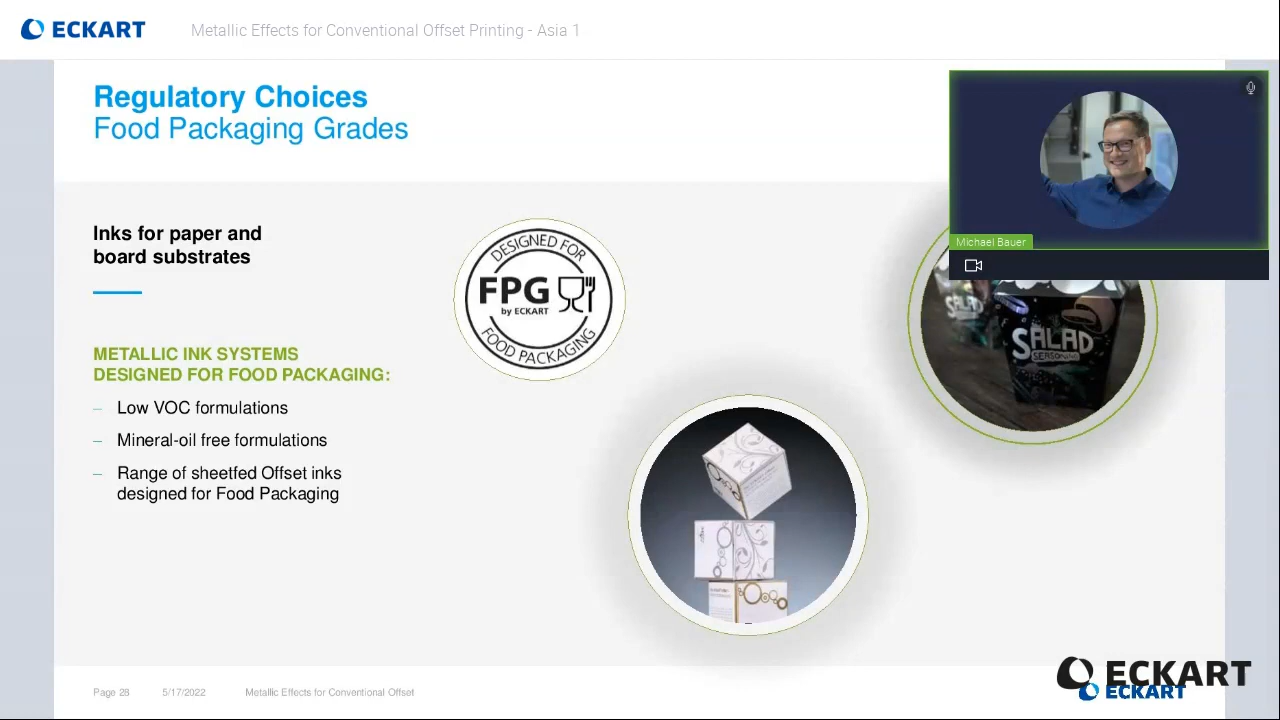 ECKART
Metallic Effects for Conventional Offset Printing - Asia 1
Regulatory Choices
Food Packaging Grades
Michael Bauer
Inks for paper and
board substrates
DESIGNED FOR
FPG
by ECKART
FOOD PACKAGING
SALAD
SALAD
SEASONING
METALLIC INK SYSTEMS
DESIGNED FOR FOOD PACKAGING:
– Low VOC formulations
– Mineral-oil free formulations
– Range of sheetfed Offset inks
designed for Food Packaging
Page 28 5/17/2022 Metallic Effects for Conventional Offset
ECKART
ECKART